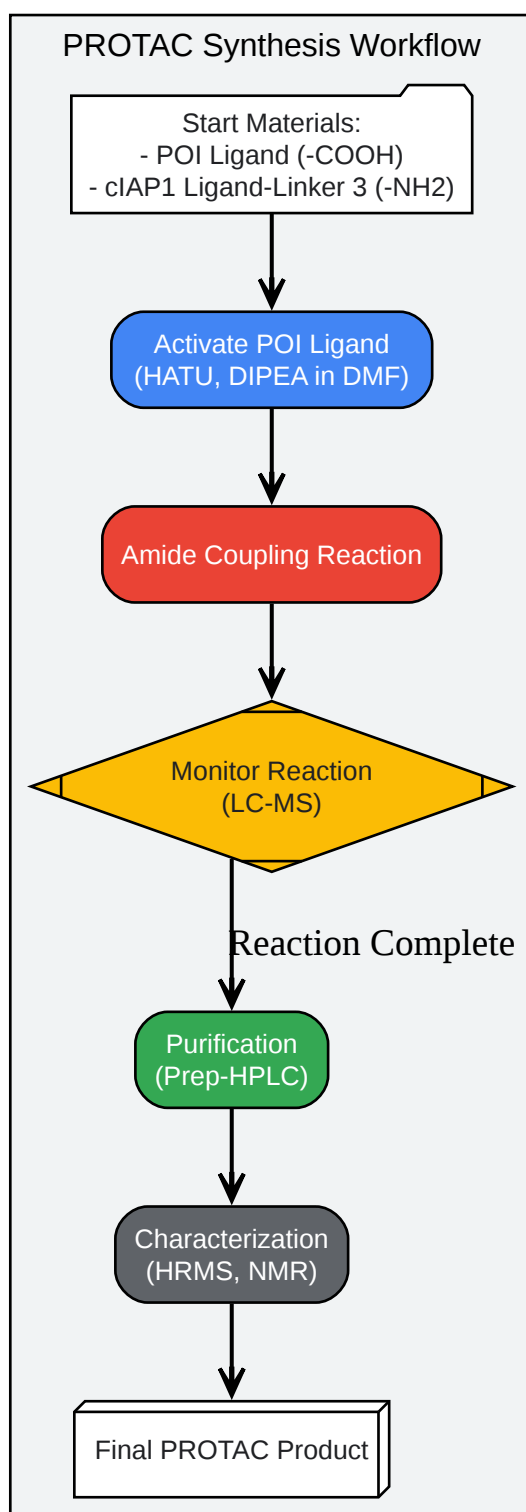 PROTAC Synthesis Workflow
Start Materials:
- POI Ligand (-COOH)
- cIAP1 Ligand-Linker 3 (-NH2)
Activate POI Ligand
(HATU, DIPEA in DMF)
Amide Coupling Reaction
Monitor Reaction
(LC-MS)
Reaction Complete
Purification
(Prep-HPLC)
Characterization
(HRMS, NMR)
Final PROTAC Product